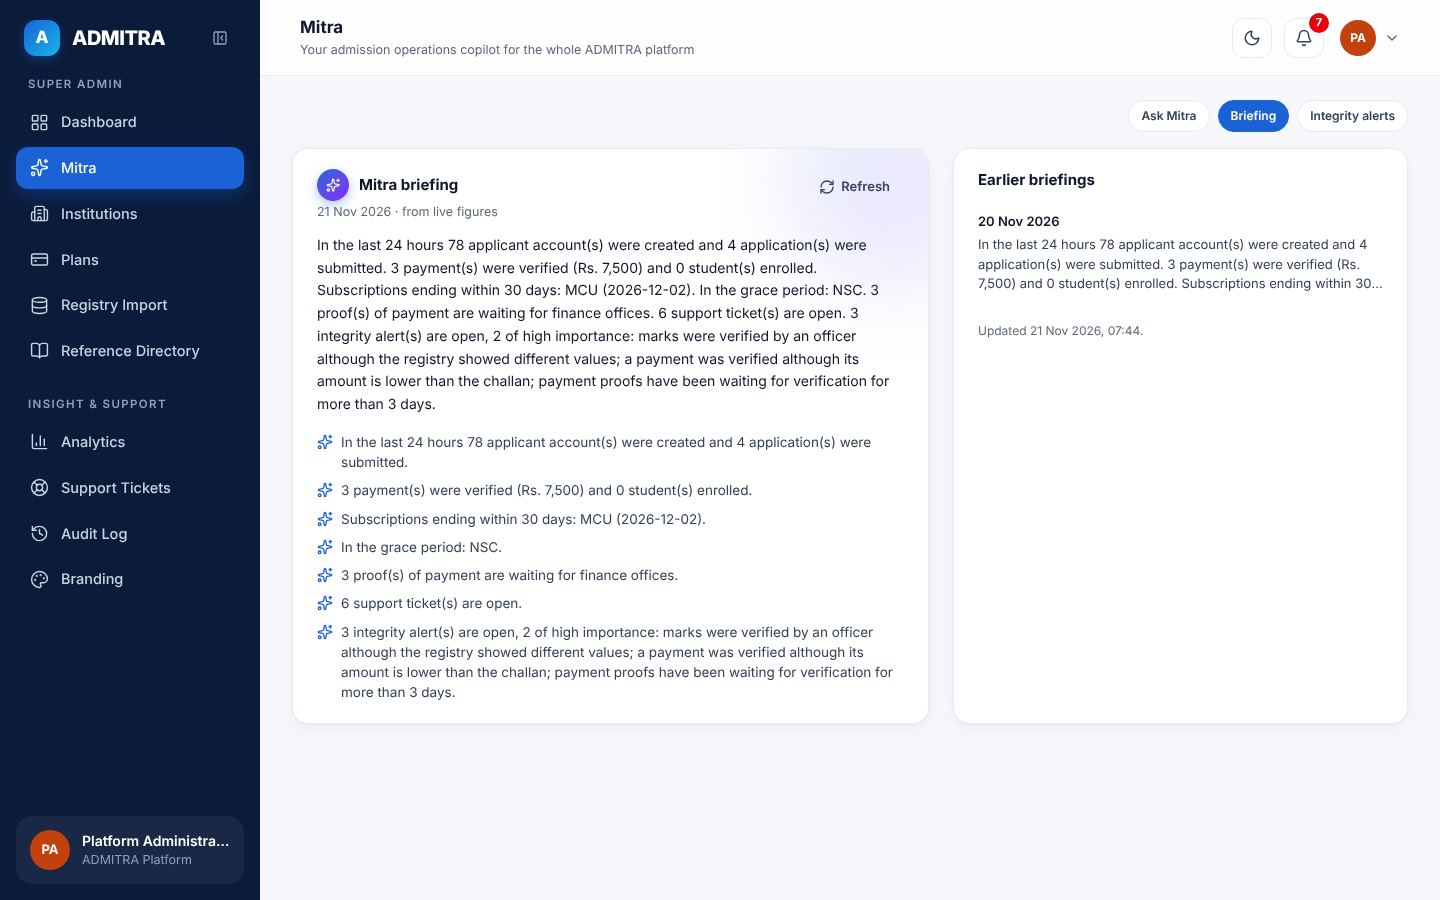 A
ADMITRA
SUPER ADMIN
Dashboard
Mitra
Institutions
Plans
Registry Import
Reference Directory
INSIGHT & SUPPORT
Analytics
Support Tickets
Audit Log
Branding
PA
Platform Administra...
ADMITRA Platform
Mitra
Your admission operations copilot for the whole ADMITRA platform
7
PA
Ask Mitra
Briefing
Integrity alerts
Mitra briefing
Refresh
21 Nov 2026 · from live figures
In the last 24 hours 78 applicant account(s) were created and 4 application(s) were
submitted. 3 payment(s) were verified (Rs. 7,500) and 0 student(s) enrolled.
Subscriptions ending within 30 days: MCU (2026-12-02). In the grace period: NSC. 3
proof(s) of payment are waiting for finance offices. 6 support ticket(s) are open. 3
integrity alert(s) are open, 2 of high importance: marks were verified by an officer
although the registry showed different values; a payment was verified although its
amount is lower than the challan; payment proofs have been waiting for verification for
more than 3 days.
In the last 24 hours 78 applicant account(s) were created and 4 application(s) were
submitted.
3 payment(s) were verified (Rs. 7,500) and 0 student(s) enrolled.
Subscriptions ending within 30 days: MCU (2026-12-02).
In the grace period: NSC.
3 proof(s) of payment are waiting for finance offices.
6 support ticket(s) are open.
3 integrity alert(s) are open, 2 of high importance: marks were verified by an officer
although the registry showed different values; a payment was verified although its
amount is lower than the challan; payment proofs have been waiting for verification for
more than 3 days.
Earlier briefings
20 Nov 2026
In the last 24 hours 78 applicant account(s) were created and 4
application(s) were submitted. 3 payment(s) were verified (Rs.
7,500) and 0 student(s) enrolled. Subscriptions ending within 30...
Updated 21 Nov 2026, 07:44.